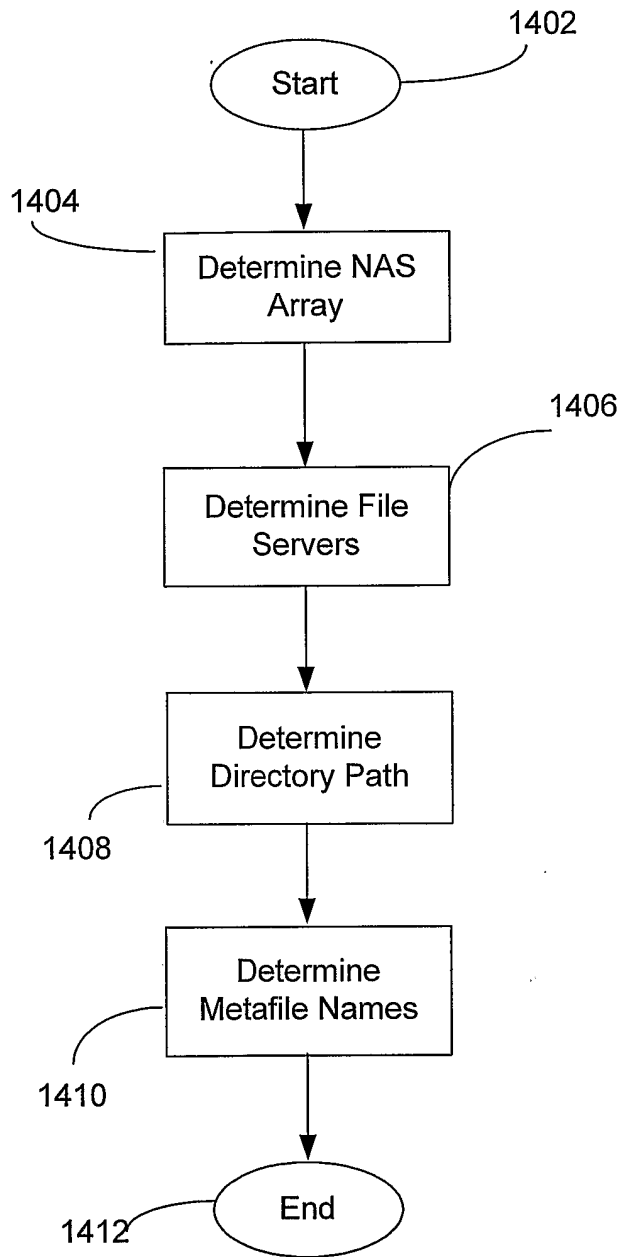 1402
Start
1404
Determine NAS
Array
1406
Determine File
Servers
Determine
Directory Path
1408
Determine
Metafile Names
1410
End
1412